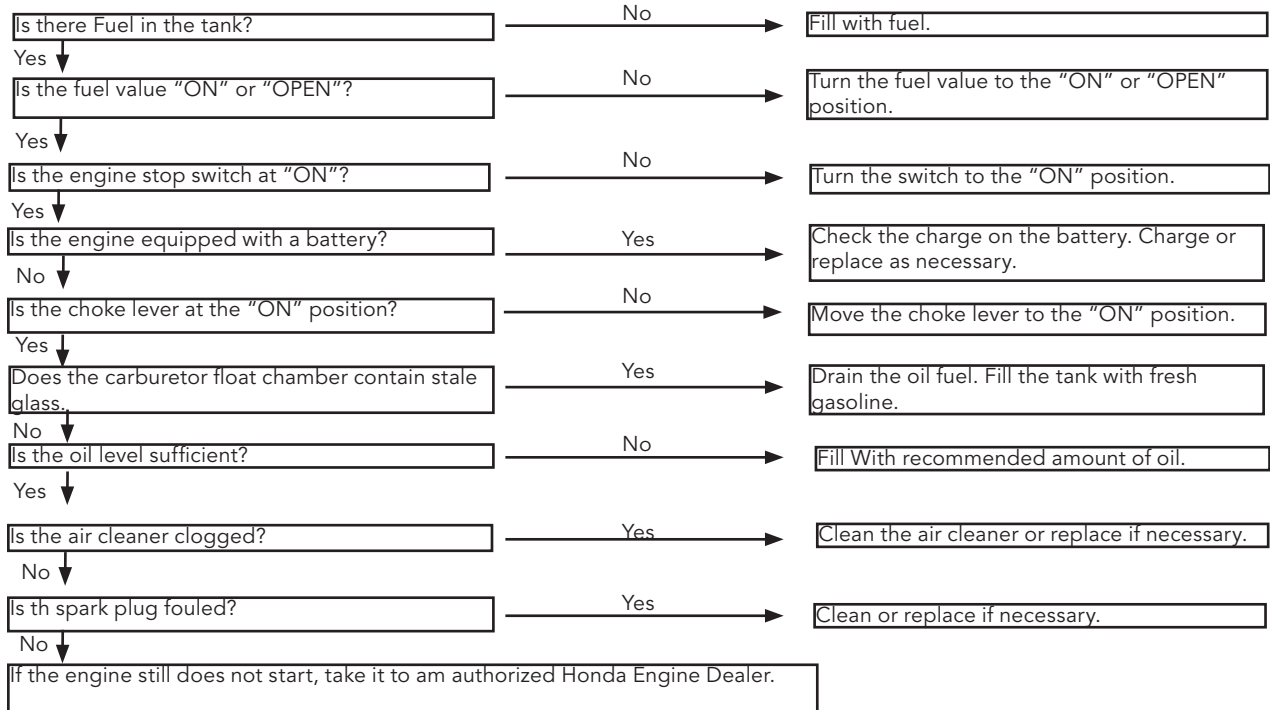 Is there Fuel in the tank?
No
Fill with fuel.
Yes
Is the fuel value “ON” or “OPEN”?
No
Turn the fuel value to the “ON” or “OPEN”
position.
Yes
Is the engine stop switch at “ON”?
No
Turn the switch to the “ON” position.
Yes
Is the engine equipped with a battery?
Yes
Check the charge on the battery. Charge or
replace as necessary.
No
Is the choke lever at the “ON” position?
No
Move the choke lever to the “ON” position.
Yes
Does the carburetor float chamber contain stale
glass.
Yes
Drain the oil fuel. Fill the tank with fresh
gasoline.
No
Is the oil level sufficient?
No
Fill With recommended amount of oil.
Yes
Is the air cleaner clogged?
Yes
Clean the air cleaner or replace if necessary.
No
Is th spark plug fouled?
Yes
Clean or replace if necessary.
No
If the engine still does not start, take it to am authorized Honda Engine Dealer.